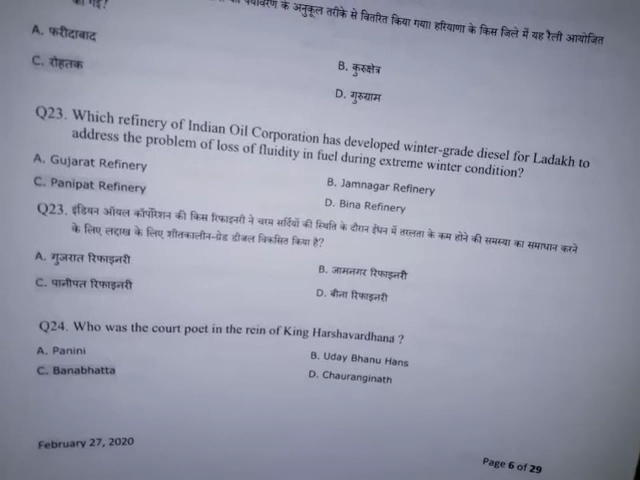 की गई?
पर्यावरण के अनुकूल तरीके से वितरित किया गया। हरियाणा के किस जिले में यह रैली आयोजित
A. फरीदाबाद
B. कुरुक्षेत्र
C. रोहतक
D. गुरुग्राम
Q23. Which refinery of Indian Oil Corporation has developed winter-grade diesel for Ladakh to
address the problem of loss of fluidity in fuel during extreme winter condition?
A. Gujarat Refinery
B. Jamnagar Refinery
C. Panipat Refinery
D. Bina Refinery
Q23. इंडियन ऑयल कॉर्पोरेशन की किस रिफाइनरी ने चरम सर्दियों की स्थिति के दौरान ईंधन में तरलता के कम होने की समस्या का समाधान करने
के लिए लद्दाख के लिए शीतकालीन-ग्रेड डीजल विकसित किया है?
A. गुजरात रिफाइनरी
B. जामनगर रिफाइनरी
C. पानीपत रिफाइनरी
D. बीना रिफाइनरी
Q24. Who was the court poet in the rein of King Harshavardhana ?
A. Panini
B. Uday Bhanu Hans
C. Banabhatta
D. Chauranginath
February 27, 2020
Page 6 of 29